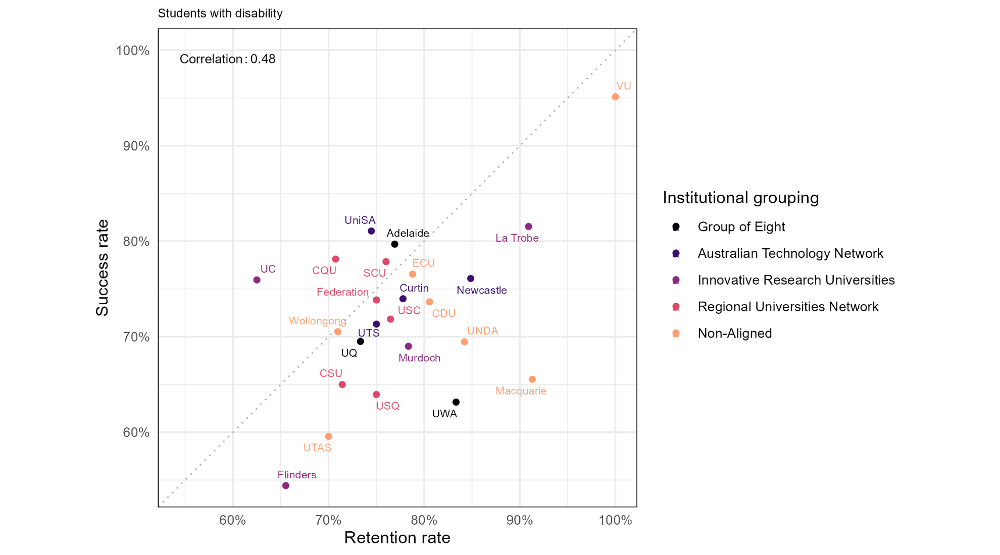 Students with disability
100%
Correlation: 0.48
VU
90%
UniSA
Adelaide
La Trobe
80%
UC
CQU
SCU
ECU
Federation
Curtin
Newcastle
USC
CDU
Wollongong
UTS
UNDA
70%
UQ
Murdoch
CSU
Macquarie
USQ
UWA
60%
UTAS
Flinders
Success rate
60% 70% 80% 90% 100%
Retention rate
Institutional grouping
Group of Eight
Australian Technology Network
Innovative Research Universities
Regional Universities Network
Non-Aligned